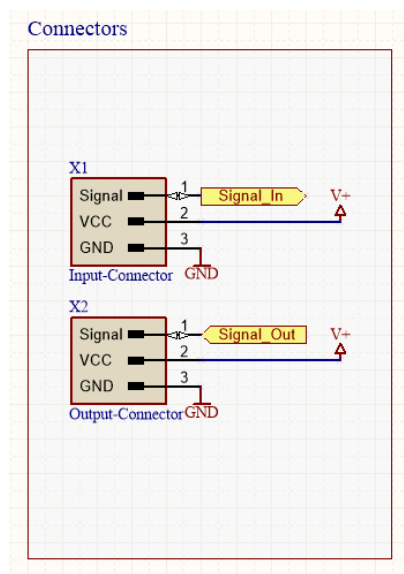 Connectors
X1
Signal 1 Signal_In V+
VCC 2
GND 3
Input-Connector GND
X2
Signal 1 Signal_Out V+
VCC 2
GND 3
Output-Connector GND